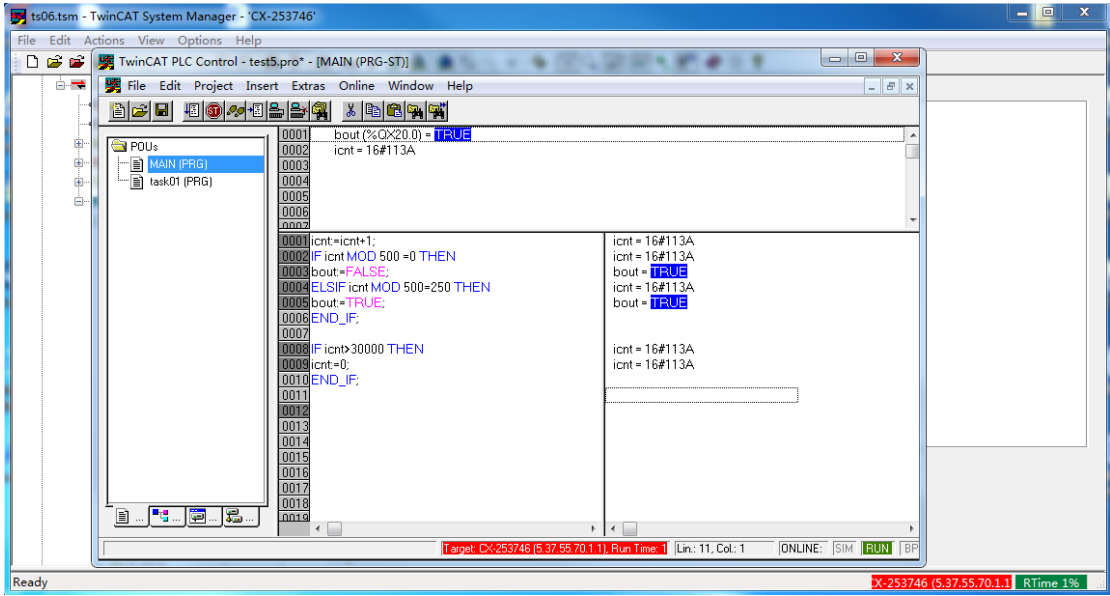 ts06.tsm - TwinCAT System Manager - 'CX-253746'
File Edit Actions View Options Help
TwinCAT PLC Control - test5.pro* - [MAIN (PRG-ST)]
File Edit Project Insert Extras Online Window Help
POUs
MAIN (PRG)
task01 (PRG)
0001 bout (%QX20.0) = TRUE
0002 icnt = 16#113A
0003
0004
0005
0006
0007
0001 icnt:=icnt+1; icnt = 16#113A
0002 IF icnt MOD 500 =0 THEN icnt = 16#113A
0003 bout:=FALSE; bout = TRUE
0004 ELSIF icnt MOD 500=250 THEN icnt = 16#113A
0005 bout:=TRUE; bout = TRUE
0006 END_IF;
0007
0008 IF icnt>30000 THEN icnt = 16#113A
0009 icnt:=0; icnt = 16#113A
0010 END_IF;
0011
0012
0013
0014
0015
0016
0017
0018
0019
... ... ... ...
Target: CX-253746 (5.37.55.70.1.1), Run Time: 1 Lin.: 11, Col.: 1 ONLINE: SIM RUN BP
Ready CX-253746 (5.37.55.70.1.1 RTime 1%